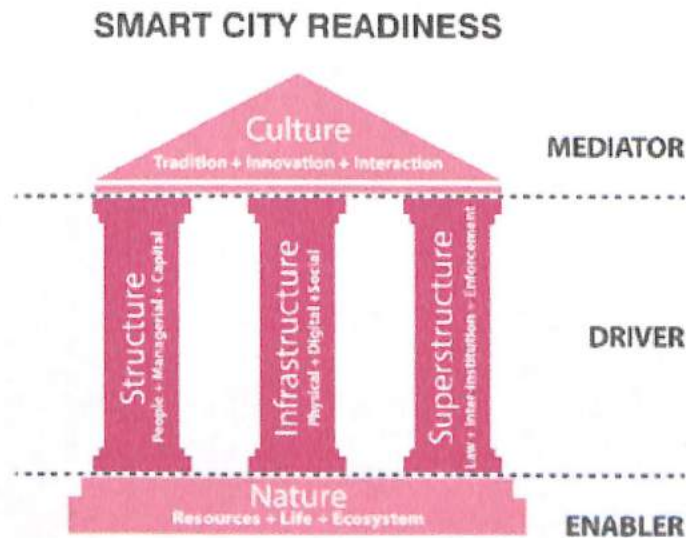 SMART CITY READINESS
Culture
Tradition + Innovation + Interaction
MEDIATOR
Structure
People + Managerial + Capital
Infrastructure
Physical + Digital +Social
Superstructure
Law + Inter-Institution + Enforcement
DRIVER
Nature
Resources + Life + Ecosystem
ENABLER